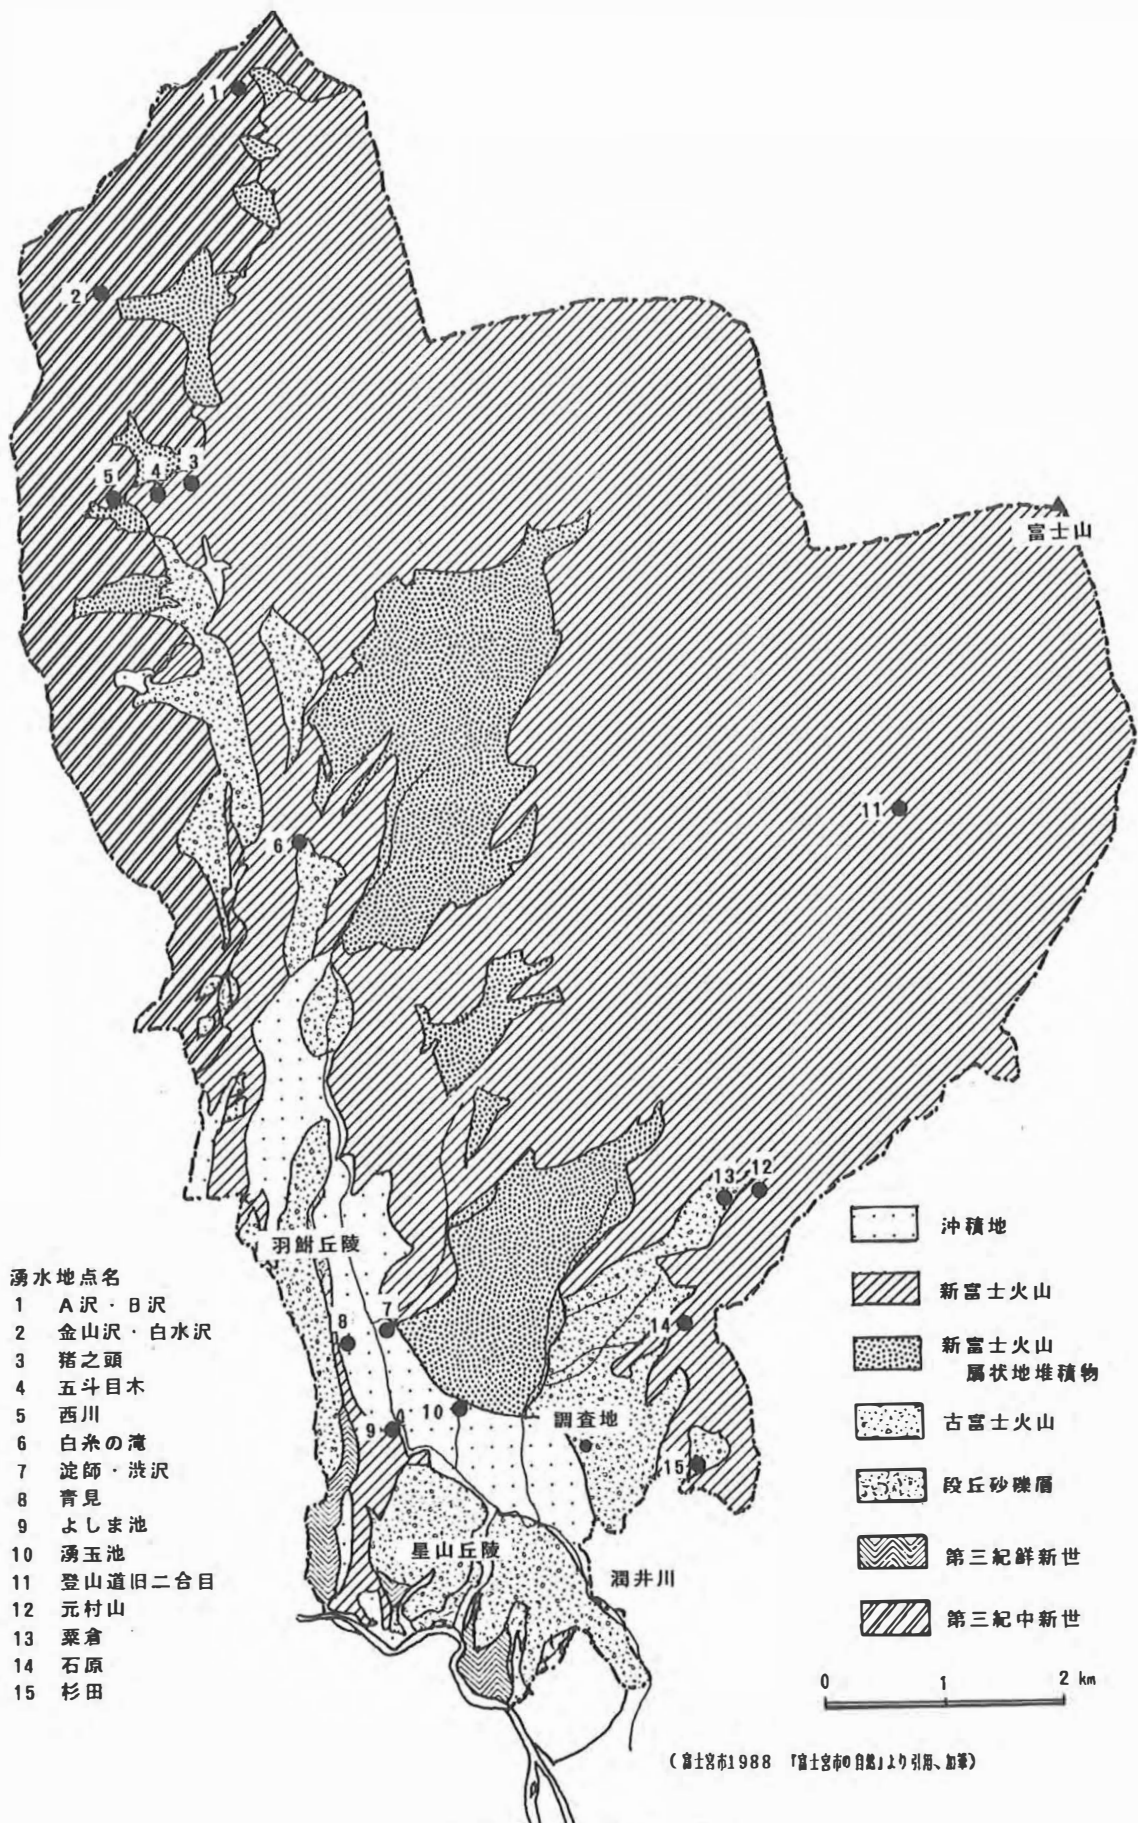 1
2
3
4
5
富士山
11
6
13
12
羽鮒丘陵
8
7
14
10
調査地
9
15
星山丘陵
潤井川
湧水地点名
1 A沢・B沢
2 金山沢・白水沢
3 猪之頭
4 五斗目木
5 西川
6 白糸の滝
7 淀師・渋沢
8 青見
9 よしま池
10 湧玉池
11 登山道旧二合目
12 元村山
13 粟倉
14 石原
15 杉田
沖積地
新富士火山
新富士火山
扇状地堆積物
古富士火山
段丘砂礫層
第三紀鮮新世
第三紀中新世
0 1 2 km
(富士宮市1988 「富士宮市の自然」より引用、加筆)